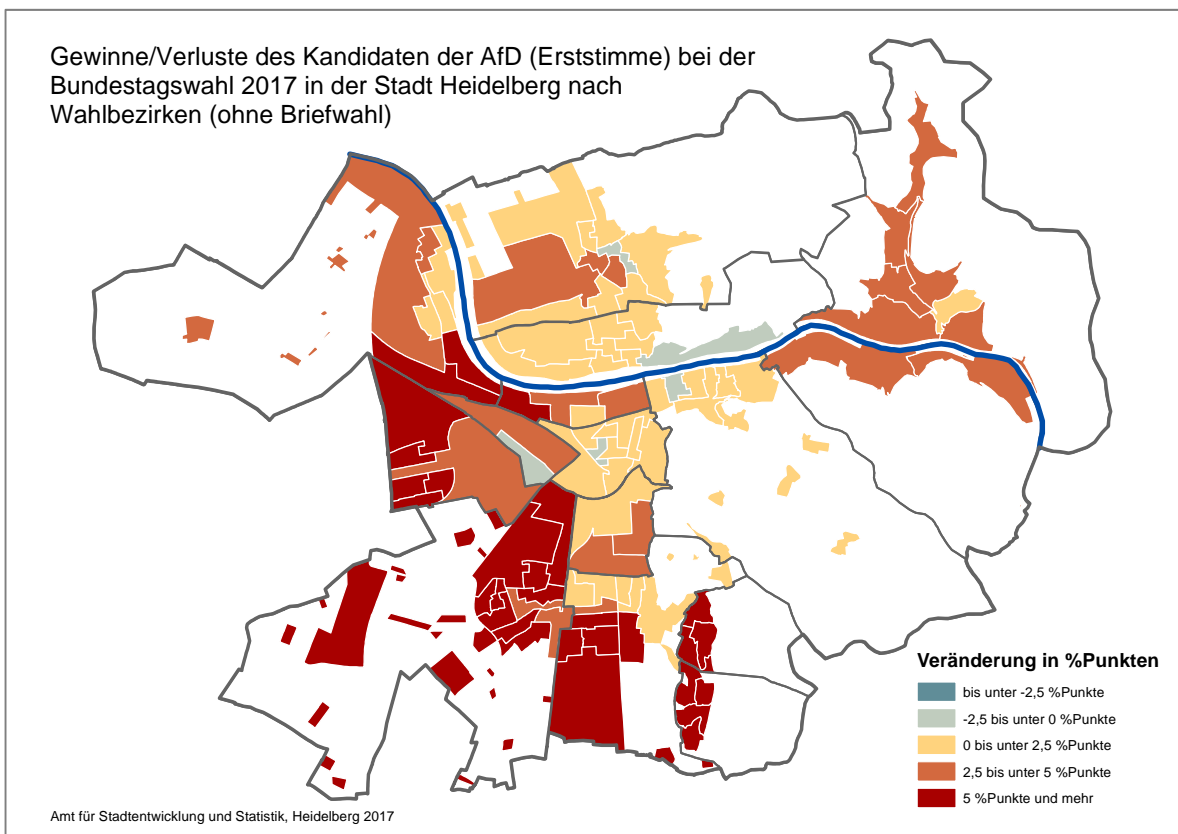 Gewinne/Verluste des Kandidaten der AfD (Erststimme) bei der
Bundestagswahl 2017 in der Stadt Heidelberg nach
Wahlbezirken (ohne Briefwahl)
Veränderung in %Punkten
bis unter -2,5 %Punkte
-2,5 bis unter 0 %Punkte
0 bis unter 2,5 %Punkte
2,5 bis unter 5 %Punkte
5 %Punkte und mehr
Amt für Stadtentwicklung und Statistik, Heidelberg 2017